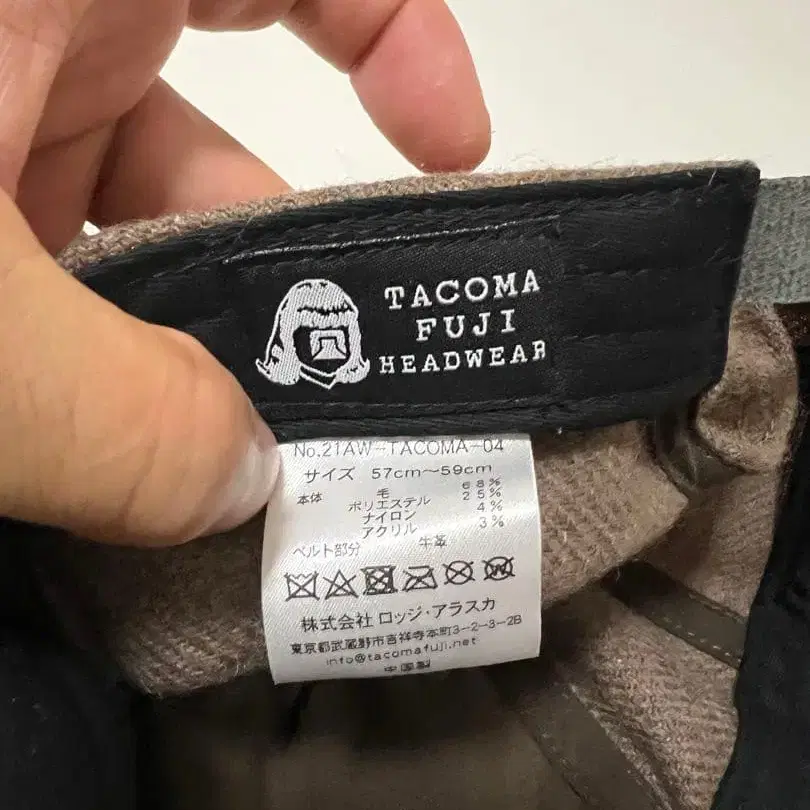 TACOMA
FUJI
HEADWEAR
No.21AW-TACOMA-04
サイズ 57cm～59cm
本体 毛 68%
ポリエステル 25%
ナイロン 4%
アクリル 3%
ベルト部分 牛革
株式会社 ロッジ・アラスカ
東京都武蔵野市吉祥寺本町3-2-3-2B
info@tacomafuji.net
中国製